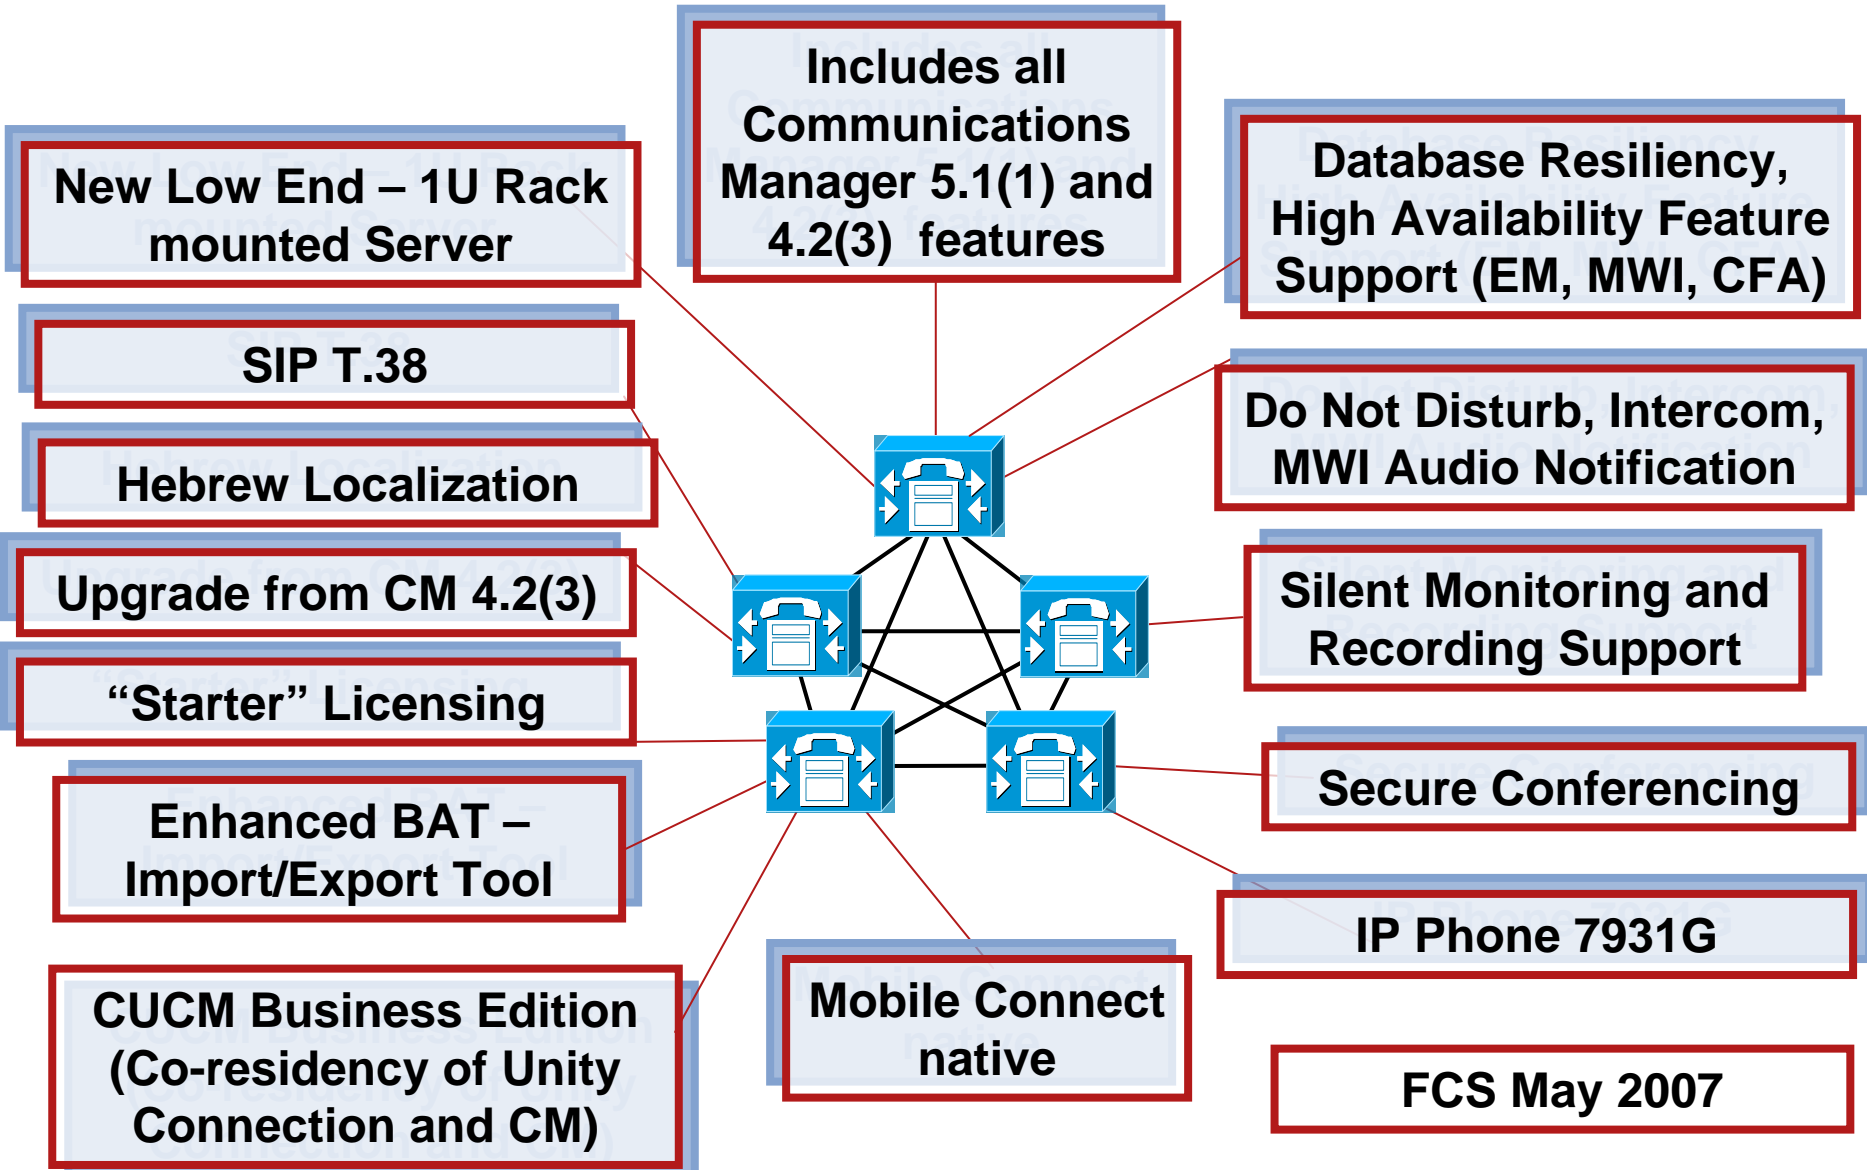 Includes all
Communications
Manager 5.1(1) and
4.2(3) features
New Low End – 1U Rack
mounted Server
Database Resiliency,
High Availability Feature
Support (EM, MWI, CFA)
SIP T.38
Do Not Disturb, Intercom,
MWI Audio Notification
Hebrew Localization
Upgrade from CM 4.2(3)
Silent Monitoring and
Recording Support
“Starter” Licensing
Secure Conferencing
Enhanced BAT –
Import/Export Tool
IP Phone 7931G
CUCM Business Edition
(Co-residency of Unity
Connection and CM)
Mobile Connect
native
FCS May 2007